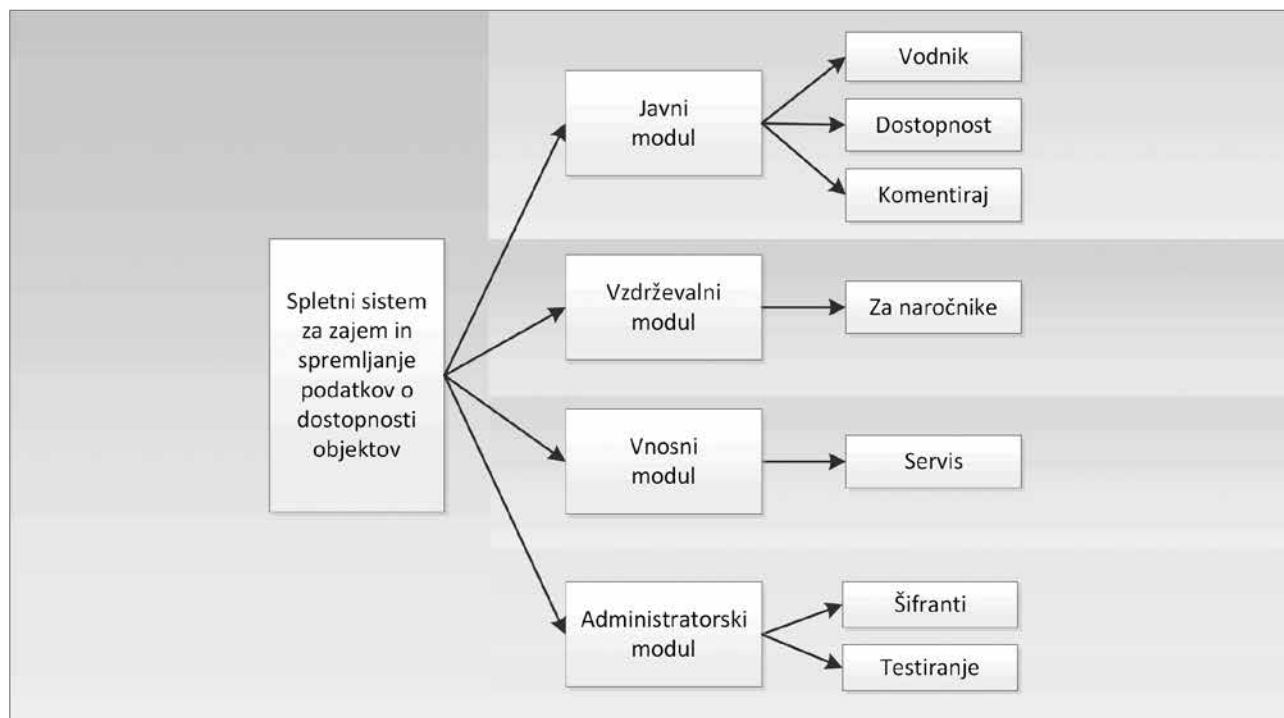 Spletni sistem
za zajem in
spremljanje
podatkov o
dostopnosti
objektov
Javni
modul
Vodnik
Dostopnost
Komentiraj
Vzdrževalni
modul
Za naročnike
Vnosni
modul
Servis
Administratorski
modul
Šifranti
Testiranje